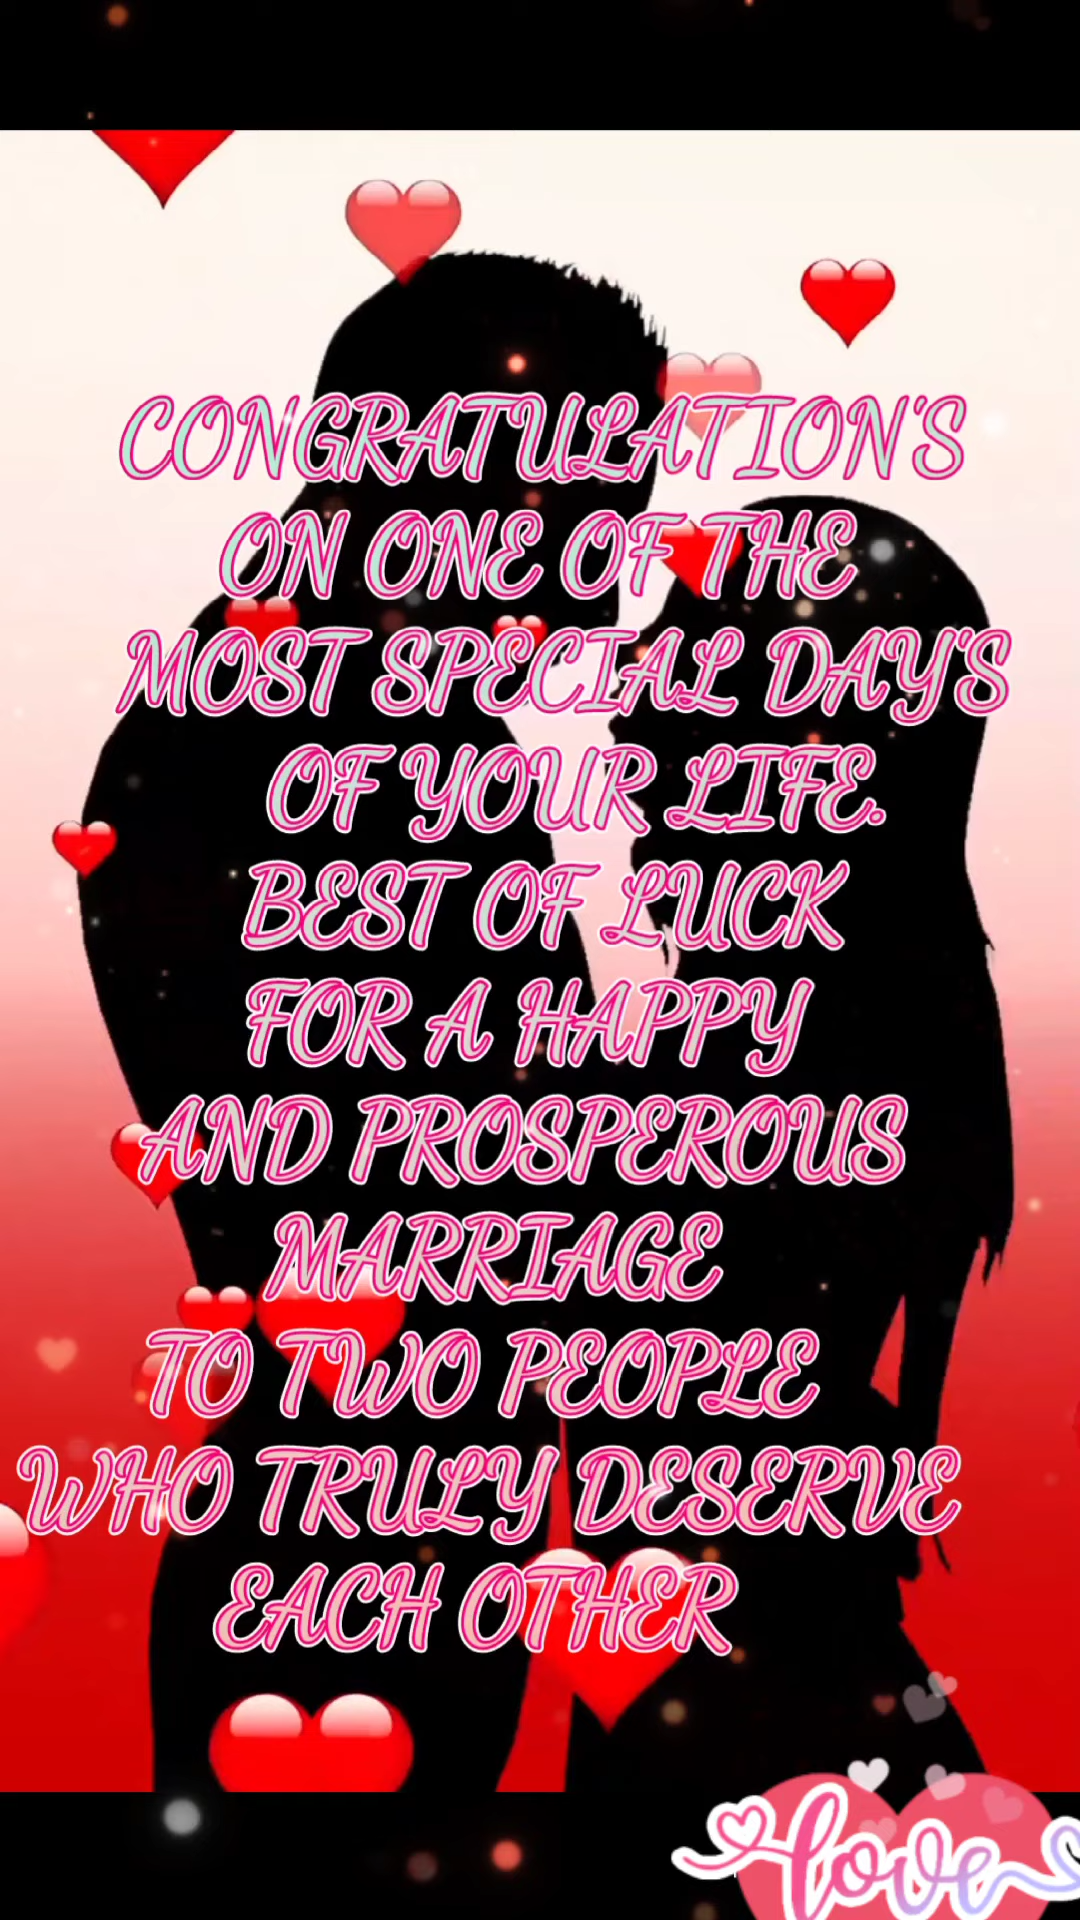 CONGRATULATION'S
ON ONE OF THE
MOST SPECIAL DAY'S
OF YOUR LIFE.
BEST OF LUCK
FOR A HAPPY
AND PROSPEROUS
MARRIAGE
TO TWO PEOPLE
WHO TRULY DESERVE
EACH OTHER
love